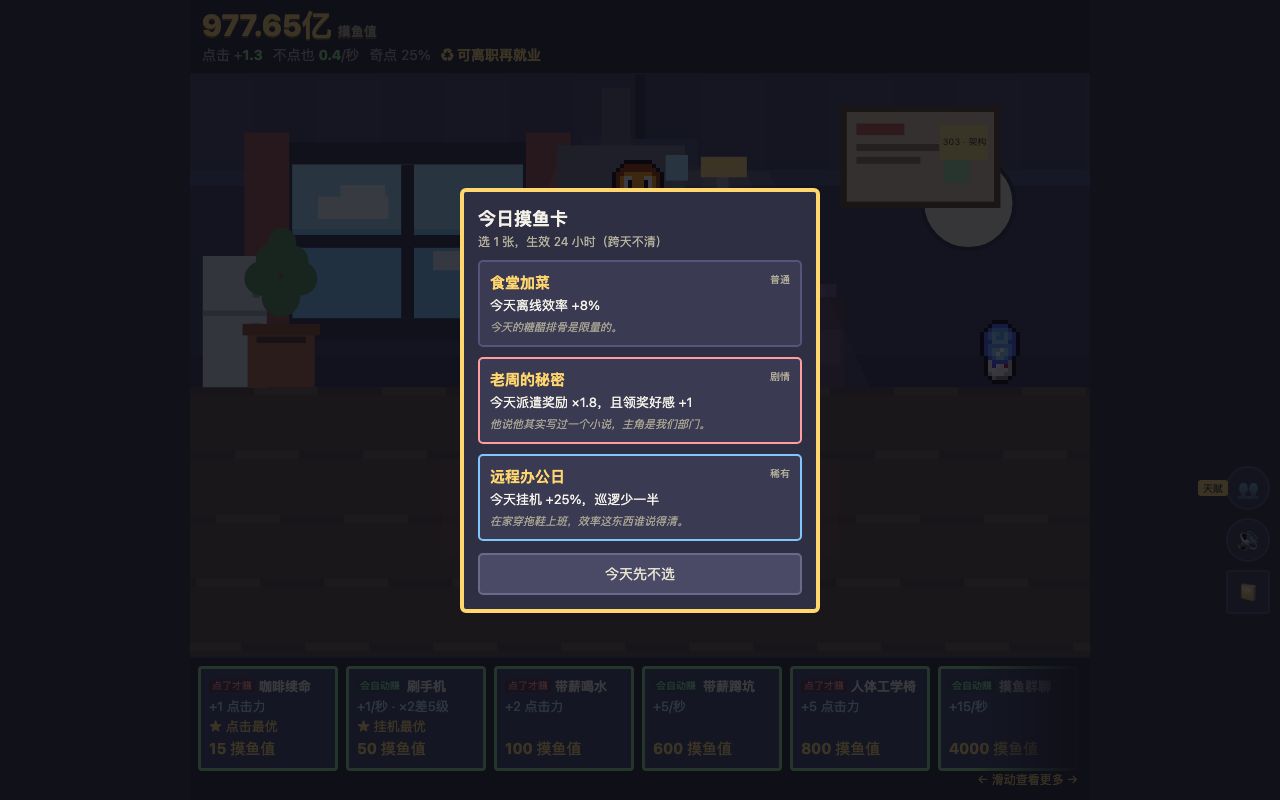 977.65亿 摸鱼值
点击 +1.3 不点也 0.4/秒 奇点 25% ♻ 可离职再就业
303 · 架构
今日摸鱼卡
选 1 张，生效 24 小时（跨天不清）
食堂加菜 普通
今天离线效率 +8%
今天的糖醋排骨是限量的。
老周的秘密 剧情
今天派遣奖励 ×1.8，且领奖好感 +1
他说他其实写过一个小说，主角是我们部门。
远程办公日 稀有
今天挂机 +25%，巡逻少一半
在家穿拖鞋上班，效率这东西谁说得清。
今天先不选
天赋
点了才赚 咖啡续命
+1 点击力
★ 点击最优
15 摸鱼值
会自动赚 刷手机
+1/秒 · ×2差5级
★ 挂机最优
50 摸鱼值
点了才赚 带薪喝水
+2 点击力
100 摸鱼值
会自动赚 带薪蹲坑
+5/秒
600 摸鱼值
点了才赚 人体工学椅
+5 点击力
800 摸鱼值
会自动赚 摸鱼群聊
+15/秒
4000 摸鱼值
← 滑动查看更多 →